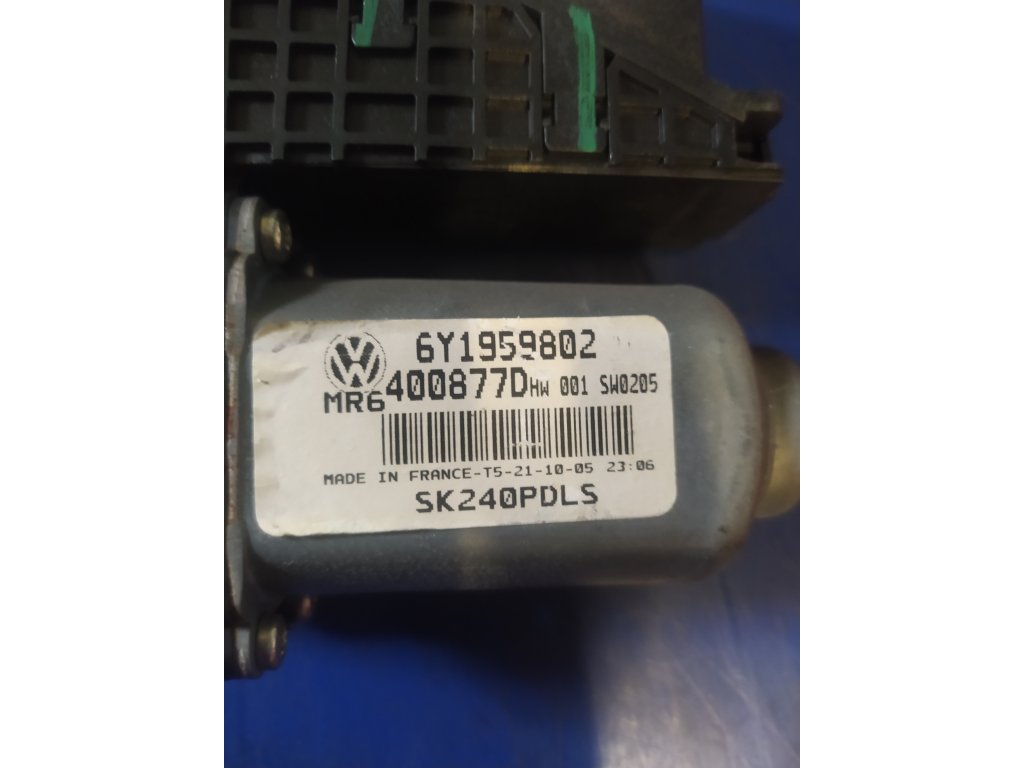 6Y1959802
MR6400877D HW 001 SW0205
MADE IN FRANCE-T5-21-10-05 23:06
SK240PDLS